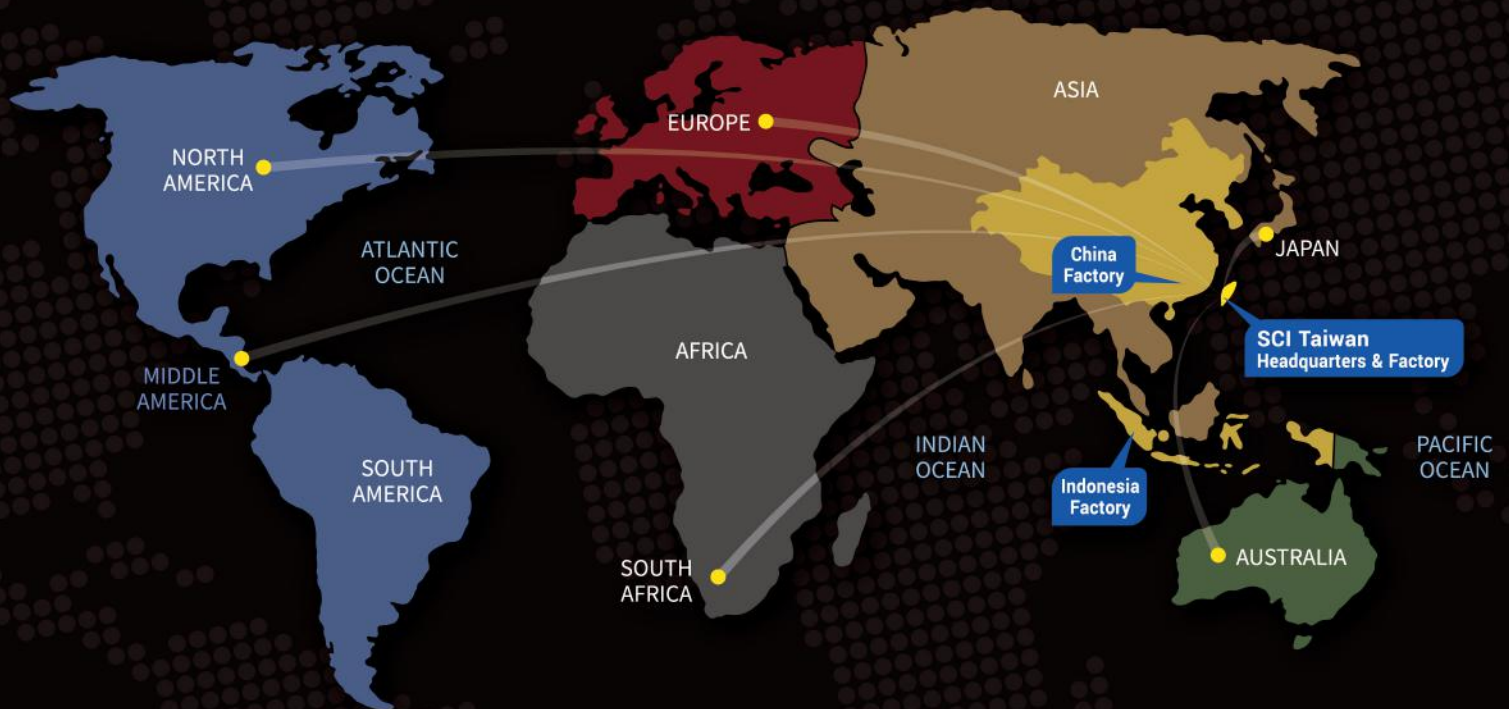 ASIA
EUROPE
NORTH
AMERICA
ATLANTIC
OCEAN
China
Factory
JAPAN
SCI Taiwan
Headquarters & Factory
AFRICA
MIDDLE
AMERICA
SOUTH
AMERICA
INDIAN
OCEAN
PACIFIC
OCEAN
Indonesia
Factory
SOUTH
AFRICA
AUSTRALIA